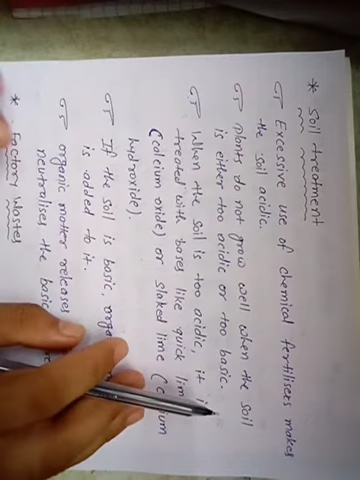 * Soil treatment
Excessive use of chemical fertilisers makes
the soil acidic.
plants do not grow well when the soil
is either too acidic or too basic.
When the soil is too acidic, it
treated with bases like quick
(calcium oxide) or slaked lime (
hydroxide).
If the soil is basic,
is added to it.
organic matter releases
neutralises the basic
* Factory Wastes